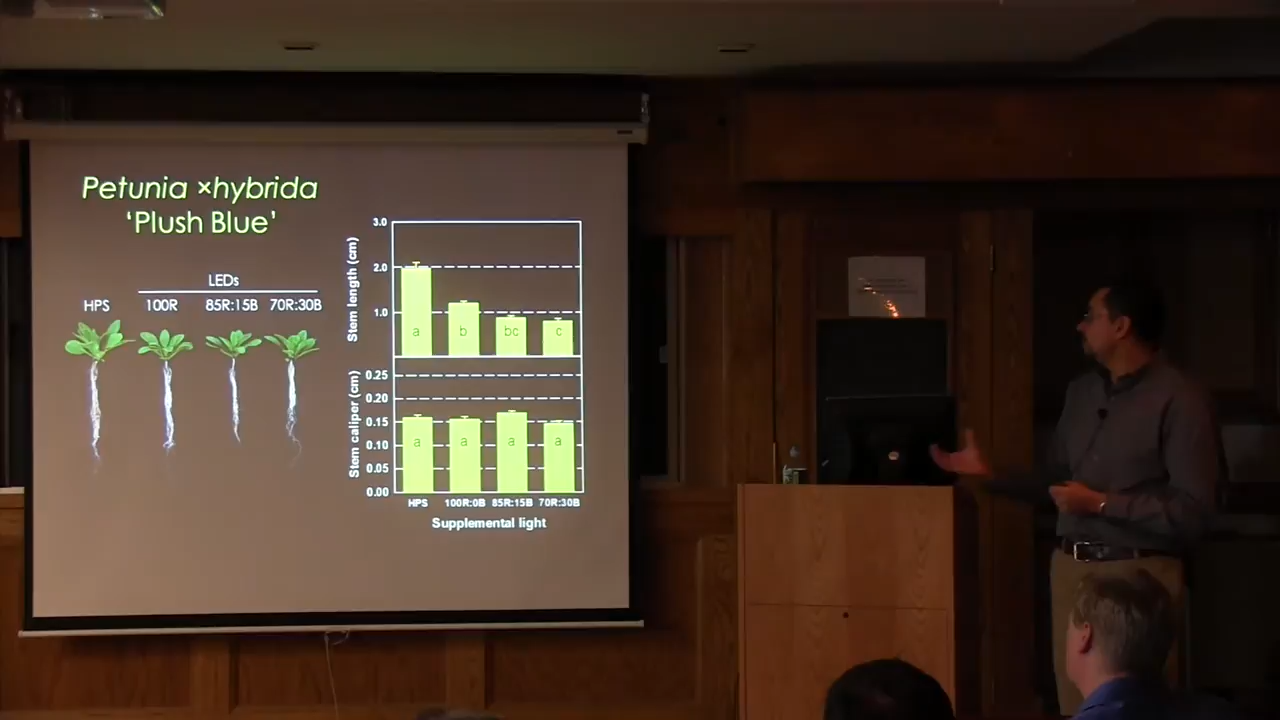 Petunia ×hybrida
‘Plush Blue’
LEDs
HPS 100R 85R:15B 70R:30B
Stem length (cm)
3.0
2.0
1.0
a b bc c
Stem caliper (cm)
0.25
0.20
0.15
0.10
0.05
0.00
a a a a
HPS 100R:0B 85R:15B 70R:30B
Supplemental light